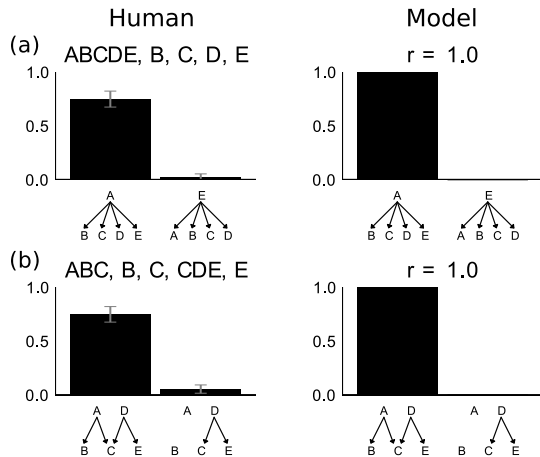 Human Model
(a)
ABCDE, B, C, D, E r = 1.0
1.0 1.0
0.5 0.5
0.0 0.0
A E A E
B C D E A B C D B C D E A B C D
(b)
ABC, B, C, CDE, E r = 1.0
1.0 1.0
0.5 0.5
0.0 0.0
A D A D A D A D
B C E B C E B C E B C E